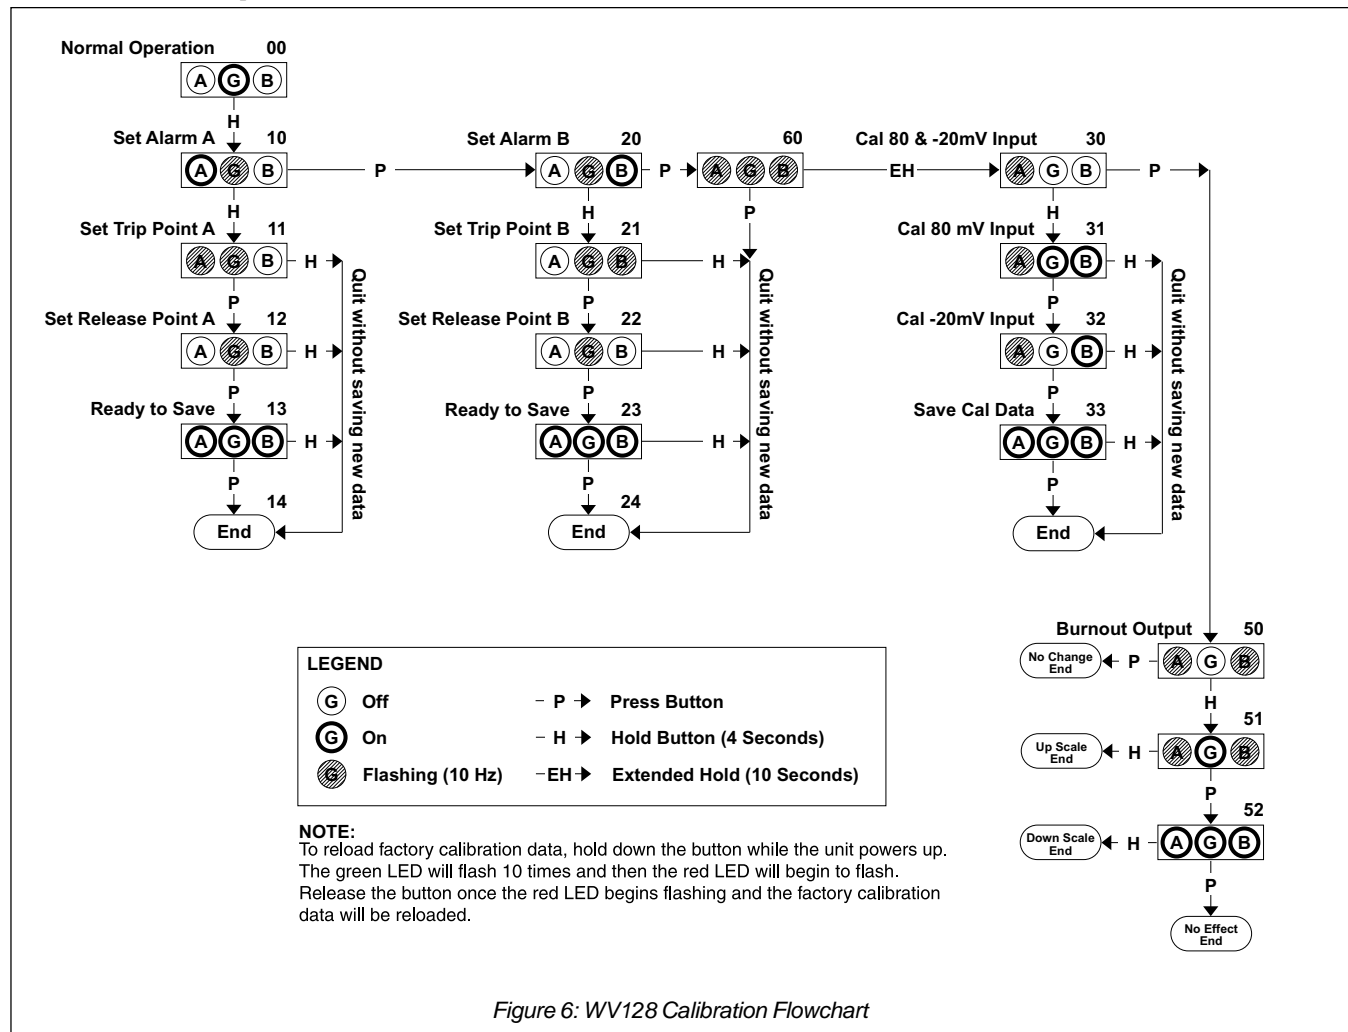 Normal Operation 00
A G B
H
Set Alarm A 10
A G B
P
Set Alarm B 20
A G B
P
60
A G B
EH
Cal 80 & -20mV Input 30
A G B
P
H
H
P
H
Set Trip Point A 11
A G B
H
Set Trip Point B 21
A G B
H
Cal 80 mV Input 31
A G B
H
P
P
P
Set Release Point A 12
A G B
H
Set Release Point B 22
A G B
H
Cal -20mV Input 32
A G B
H
P
P
P
Ready to Save 13
A G B
H
Ready to Save 23
A G B
H
Save Cal Data 33
A G B
H
P
P
P
14
End
Quit without saving new data
24
End
Quit without saving new data
End
Quit without saving new data
Burnout Output 50
No Change
End
P
A G B
H
51
Up Scale
End
H
A G B
P
52
Down Scale
End
H
A G B
P
No Effect
End
LEGEND
G Off
P Press Button
G On
H Hold Button (4 Seconds)
G Flashing (10 Hz)
EH Extended Hold (10 Seconds)
NOTE:
To reload factory calibration data, hold down the button while the unit powers up.
The green LED will flash 10 times and then the red LED will begin to flash.
Release the button once the red LED begins flashing and the factory calibration
data will be reloaded.
Figure 6: WV128 Calibration Flowchart